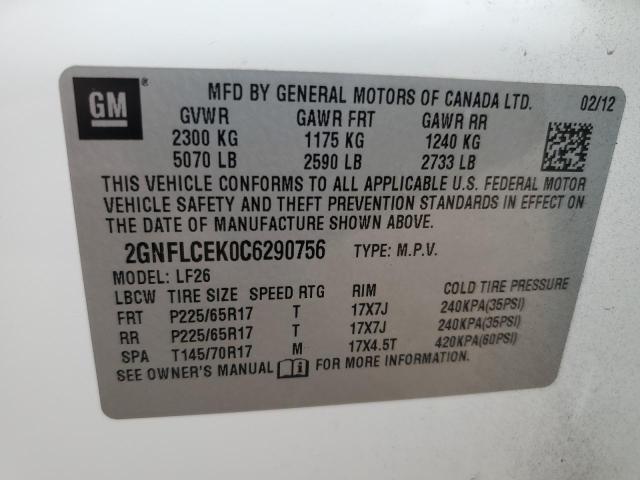 GM ®
MFD BY GENERAL MOTORS OF CANADA LTD. 02/12
GVWR GAWR FRT GAWR RR
2300 KG 1175 KG 1240 KG
5070 LB 2590 LB 2733 LB
THIS VEHICLE CONFORMS TO ALL APPLICABLE U.S. FEDERAL MOTOR
VEHICLE SAFETY AND THEFT PREVENTION STANDARDS IN EFFECT ON
THE DATE OF MANUFACTURE SHOWN ABOVE.
2GNFLCEK0C6290756 TYPE: M.P.V.
MODEL: LF26
LBCW TIRE SIZE SPEED RTG RIM COLD TIRE PRESSURE
FRT P225/65R17 T 17X7J 240KPA(35PSI)
RR P225/65R17 T 17X7J 240KPA(35PSI)
SPA T145/70R17 M 17X4.5T 420KPA(60PSI)
SEE OWNER'S MANUAL FOR MORE INFORMATION.